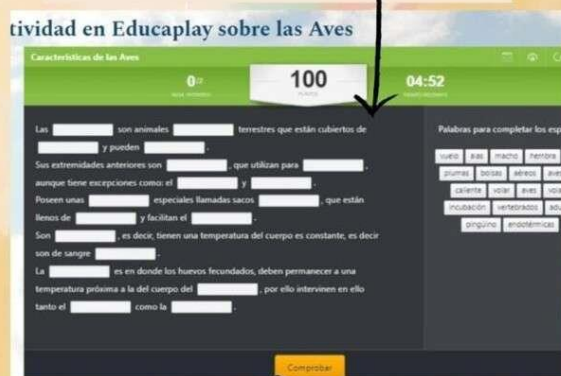 tividad en Educaplay sobre las Aves
Características de las Aves
0/2
100
04:52
Las son animales terrestres que están cubiertos de
y pueden .
Sus extremidades anteriores son , que utilizan para ,
aunque tiene excepciones como: el y .
Poseen unas especiales llamadas sacos , que están
llenos de y facilitan el .
Son , es decir, tienen una temperatura del cuerpo es constante, es decir
son de sangre .
La es en donde los huevos fecundados, deben permanecer a una
temperatura próxima a la del cuerpo del , por ello intervinen en ello
tanto el como la .
Palabras para completar los esp
vuelo alas macho hembra
plumas bolsas aéreos aves
caliente volar aves vola
incubación vertebrados adu
pingüino endotérmicas
Comprobar